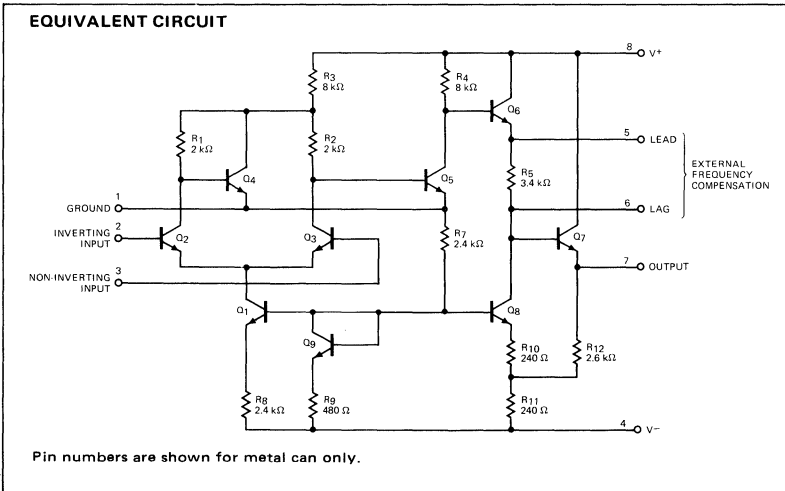 EQUIVALENT CIRCUIT
8 V+
R3
8 kΩ
R4
8 kΩ
Q6
5 LEAD
R1
2 kΩ
R2
2 kΩ
Q4
Q5
R5
3.4 kΩ
EXTERNAL
FREQUENCY
COMPENSATION
1
GROUND
6 LAG
2
INVERTING
INPUT
Q2
Q3
R7
2.4 kΩ
Q7
3
NON-INVERTING
INPUT
7 OUTPUT
Q1
Q9
Q8
R10
240 Ω
R12
2.6 kΩ
R8
2.4 kΩ
R9
480 Ω
R11
240 Ω
4 V−
Pin numbers are shown for metal can only.